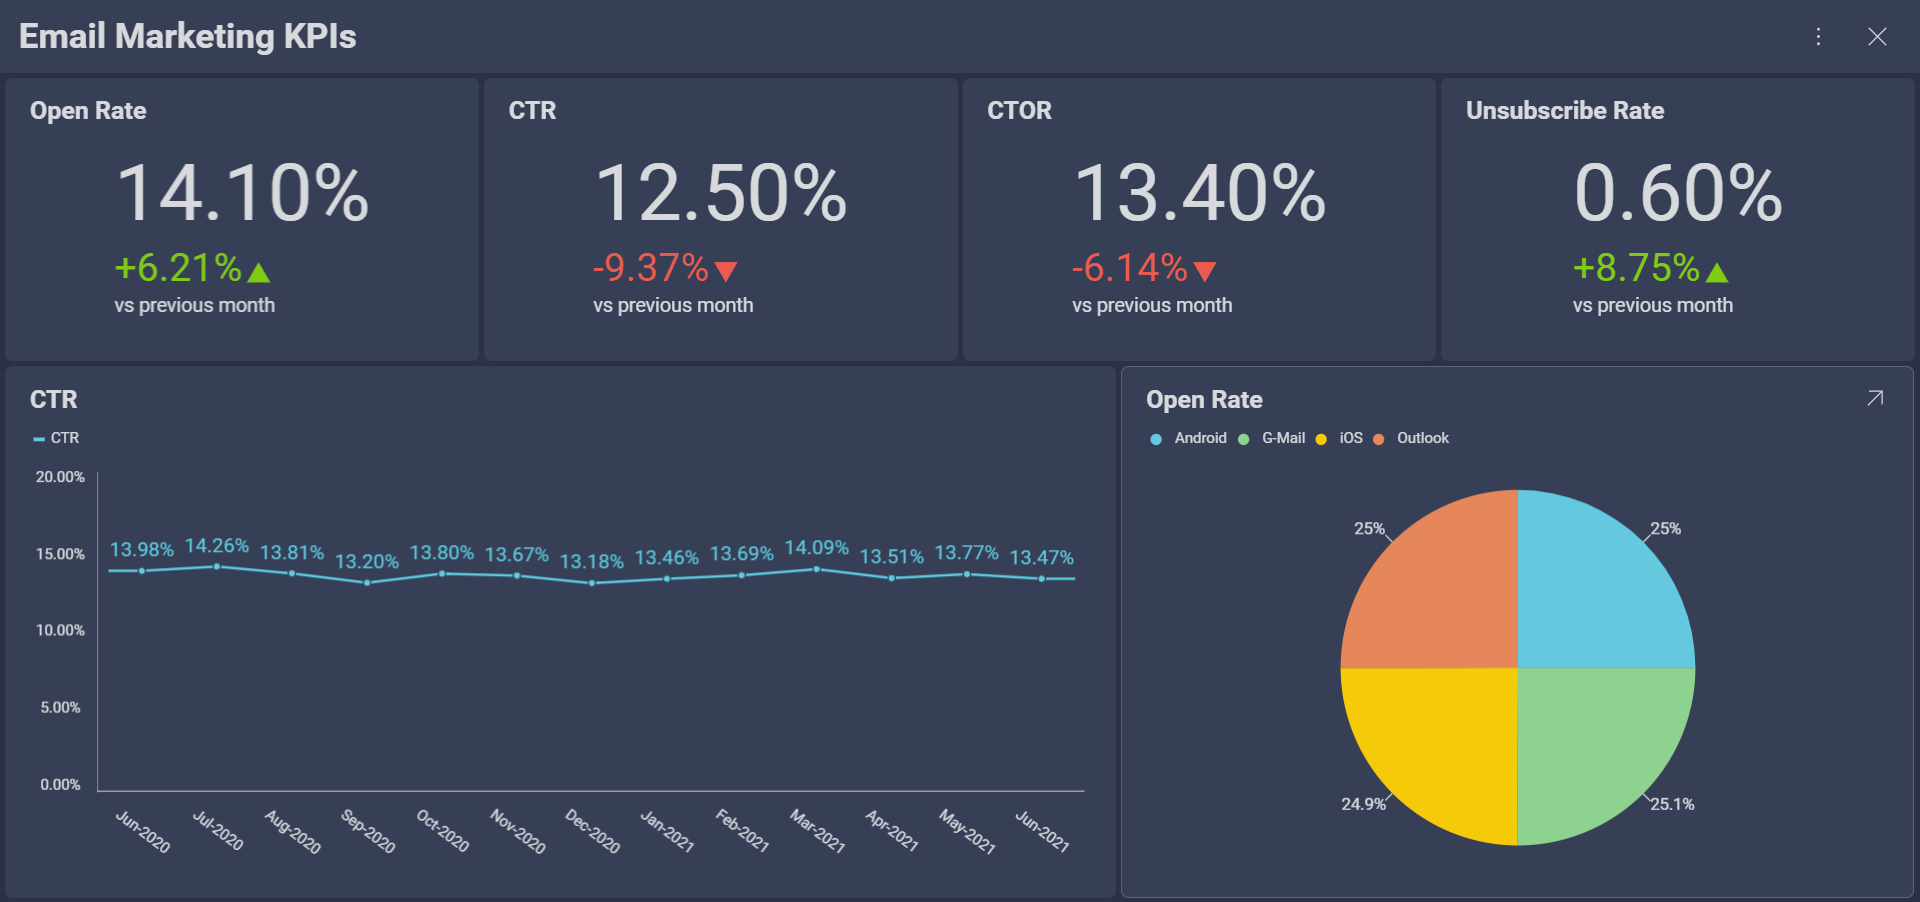 Email Marketing KPIs
Open Rate
14.10%
+6.21%
vs previous month
CTR
12.50%
-9.37%
vs previous month
CTOR
13.40%
-6.14%
vs previous month
Unsubscribe Rate
0.60%
+8.75%
vs previous month
CTR
CTR
20.00%
15.00%
10.00%
5.00%
0.00%
13.98% 14.26% 13.81% 13.20% 13.80% 13.67% 13.18% 13.46% 13.69% 14.09% 13.51% 13.77% 13.47%
Jun-2020 Jul-2020 Aug-2020 Sep-2020 Oct-2020 Nov-2020 Dec-2020 Jan-2021 Feb-2021 Mar-2021 Apr-2021 May-2021 Jun-2021
Open Rate
Android G-Mail iOS Outlook
25% 25%
24.9% 25.1%